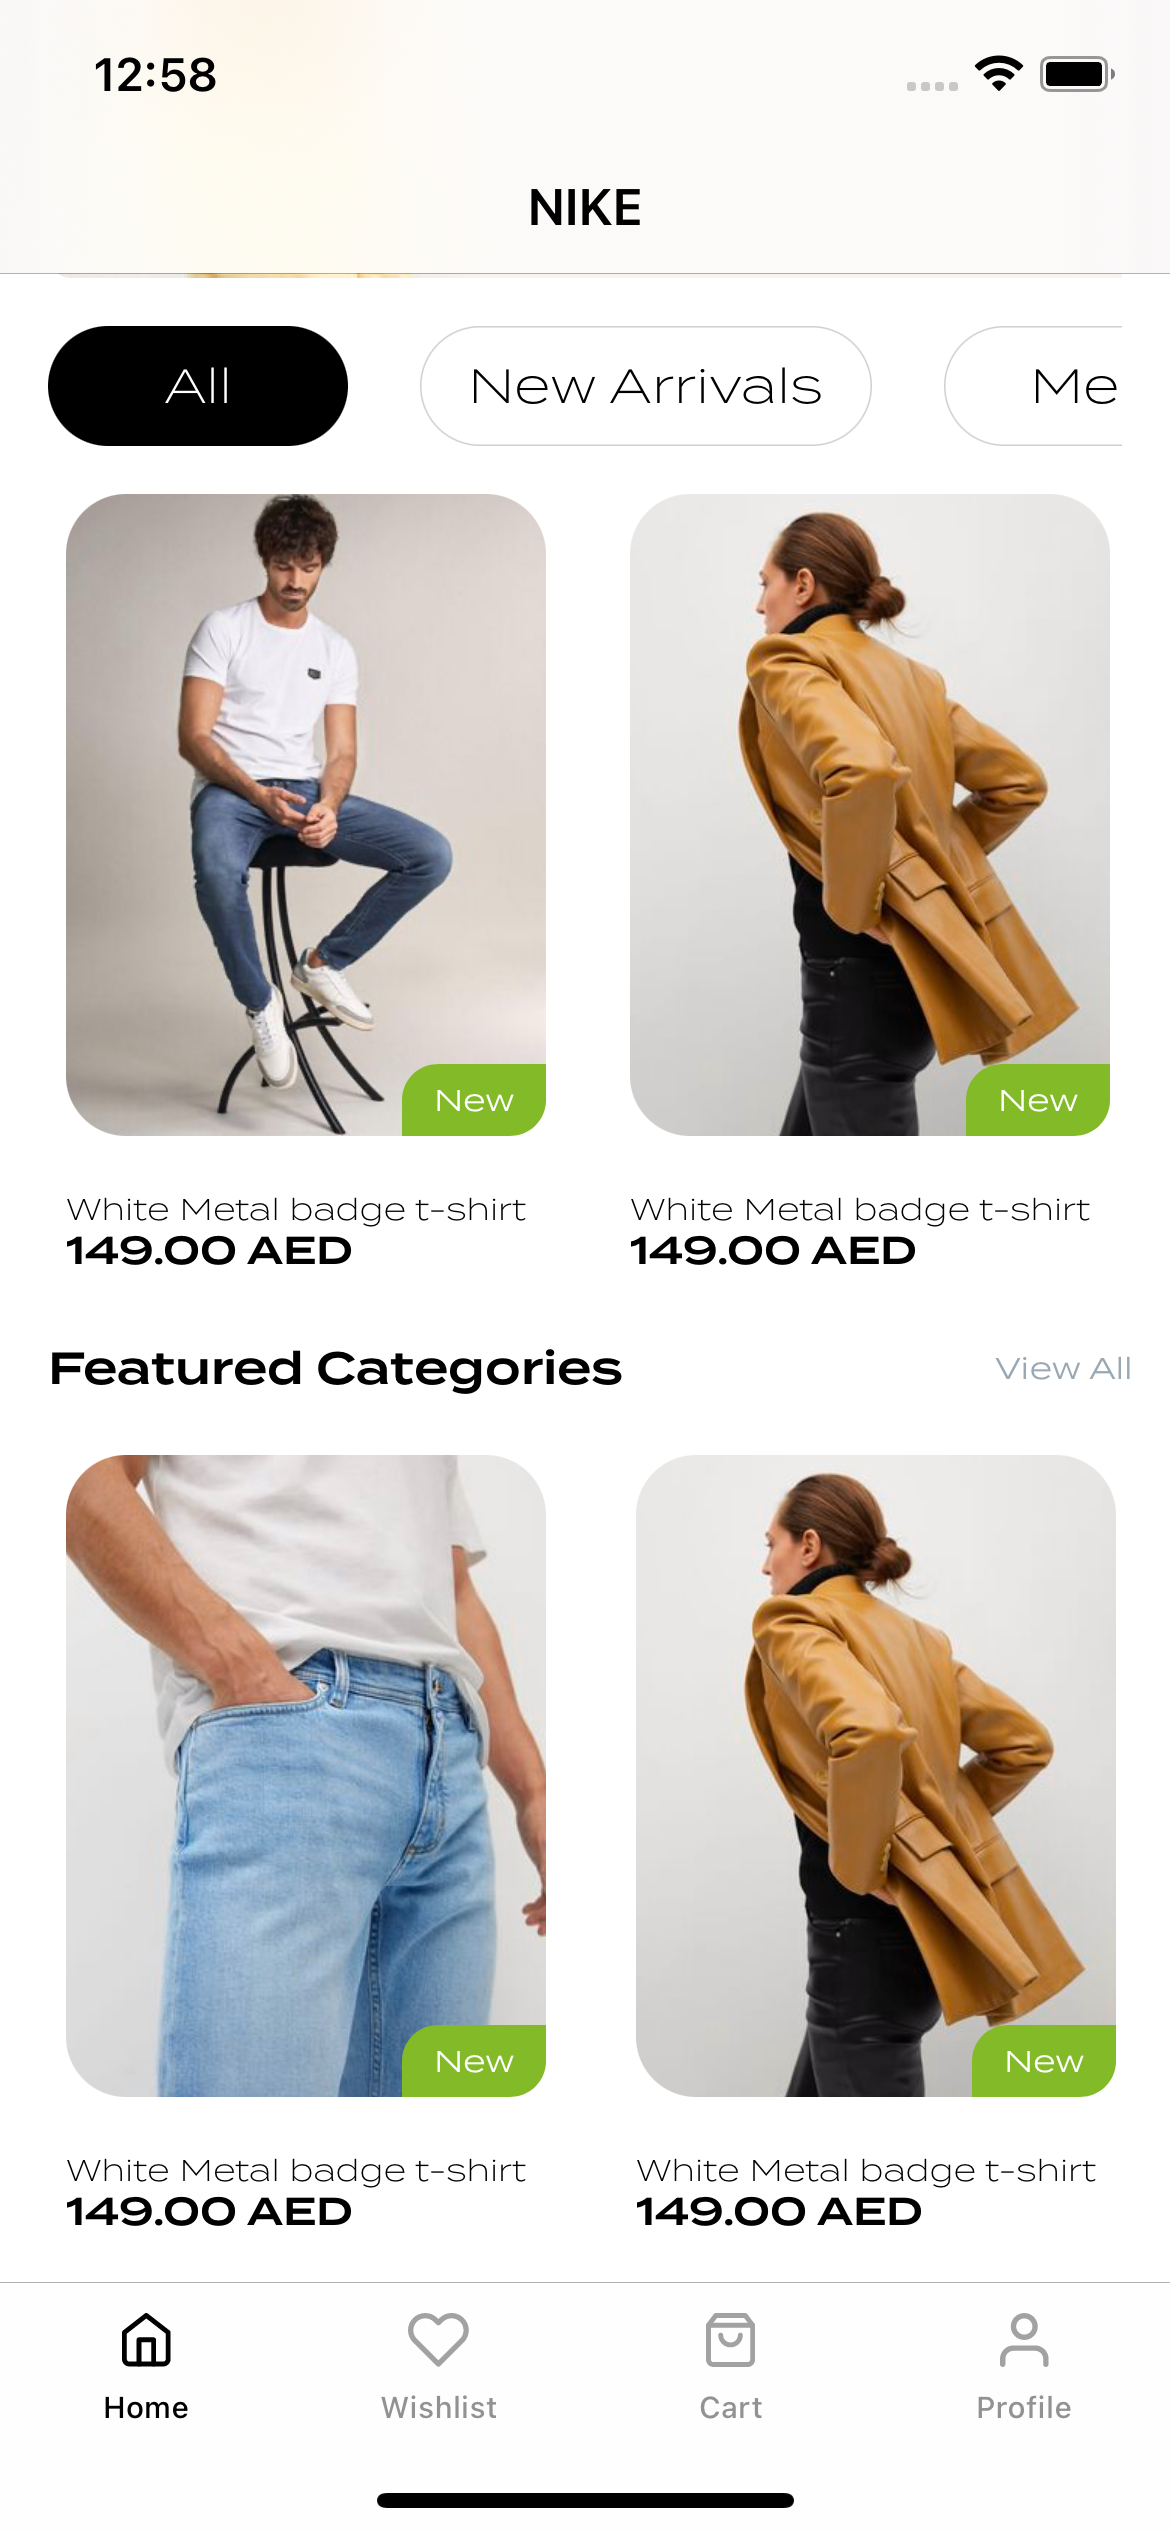 12:58
NIKE
All
New Arrivals
Me
New
New
White Metal badge t-shirt
149.00 AED
White Metal badge t-shirt
149.00 AED
Featured Categories
View All
New
New
White Metal badge t-shirt
149.00 AED
White Metal badge t-shirt
149.00 AED
Home
Wishlist
Cart
Profile